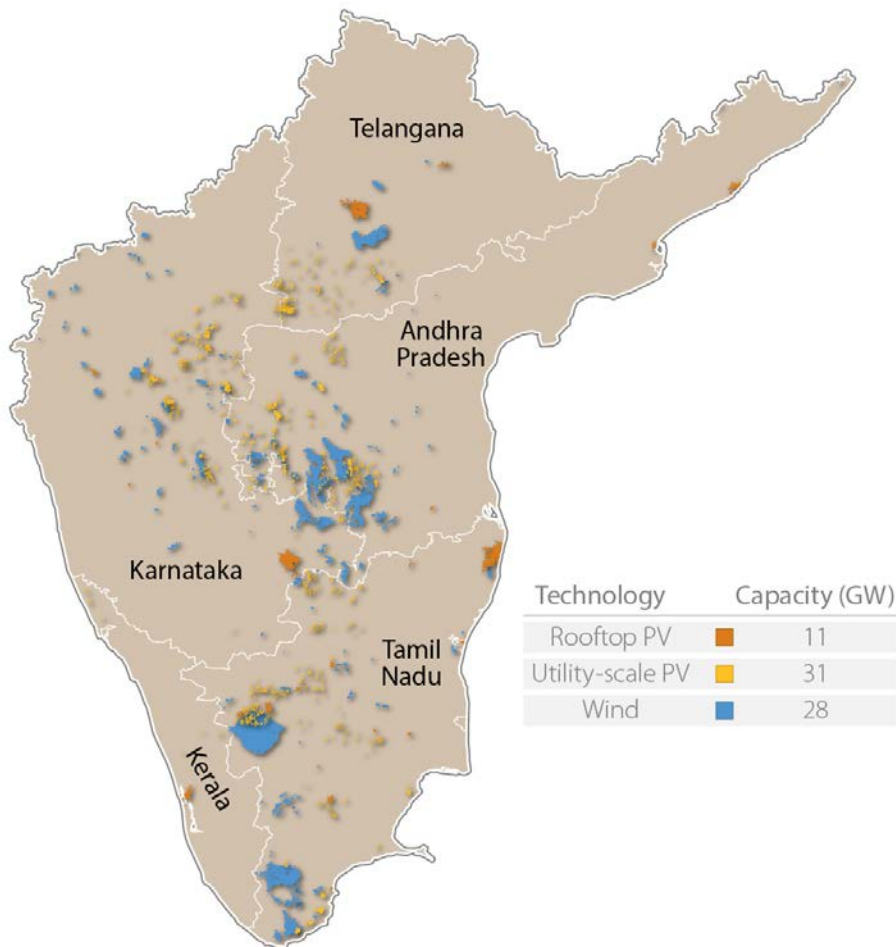 Telangana
Andhra
Pradesh
Karnataka
Tamil
Nadu
Kerala
Technology Capacity (GW)
Rooftop PV 11
Utility-scale PV 31
Wind 28